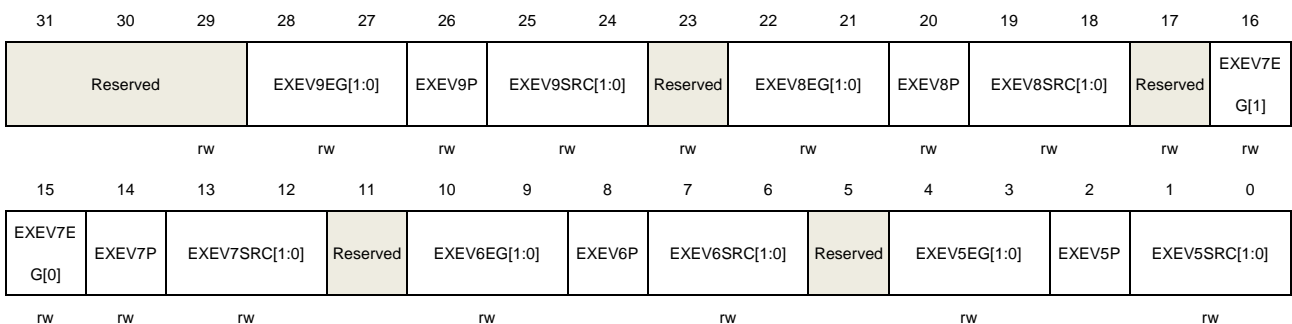 31 30 29 28 27 26 25 24 23 22 21 20 19 18 17 16
Reserved EXEV9EG[1:0] EXEV9P EXEV9SRC[1:0] Reserved EXEV8EG[1:0] EXEV8P EXEV8SRC[1:0] Reserved EXEV7E
G[1]
rw rw rw rw rw rw rw rw rw rw
15 14 13 12 11 10 9 8 7 6 5 4 3 2 1 0
EXEV7E
G[0] EXEV7P EXEV7SRC[1:0] Reserved EXEV6EG[1:0] EXEV6P EXEV6SRC[1:0] Reserved EXEV5EG[1:0] EXEV5P EXEV5SRC[1:0]
rw rw rw rw rw rw rw